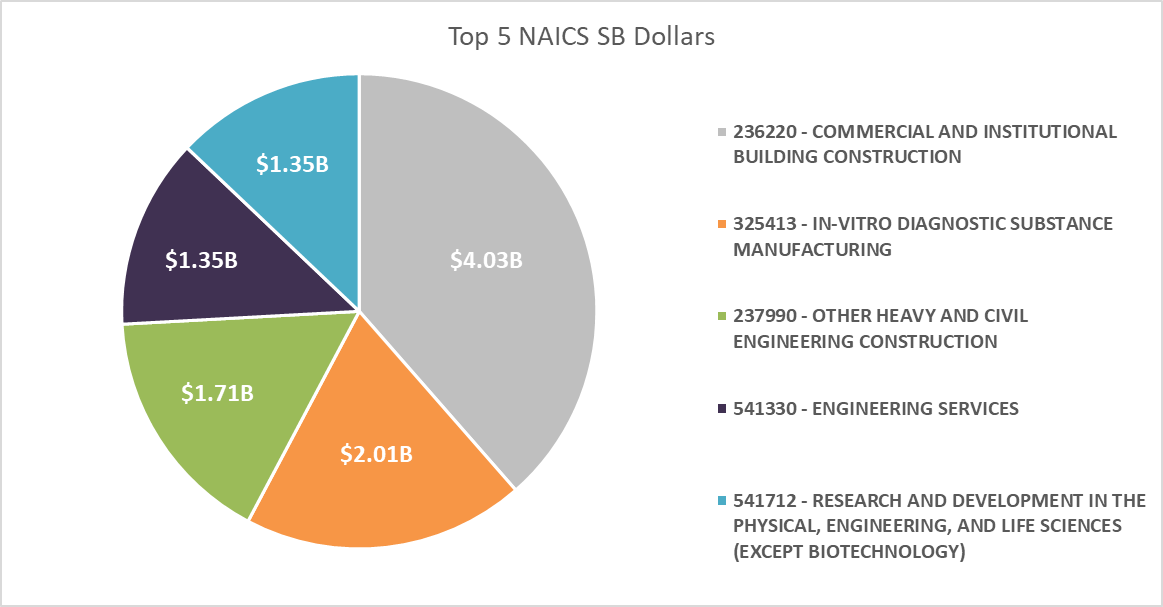 Top 5 NAICS SB Dollars
$1.35B
$1.35B
$4.03B
$1.71B
$2.01B
236220 - COMMERCIAL AND INSTITUTIONAL
BUILDING CONSTRUCTION
325413 - IN-VITRO DIAGNOSTIC SUBSTANCE
MANUFACTURING
237990 - OTHER HEAVY AND CIVIL
ENGINEERING CONSTRUCTION
541330 - ENGINEERING SERVICES
541712 - RESEARCH AND DEVELOPMENT IN THE
PHYSICAL, ENGINEERING, AND LIFE SCIENCES
(EXCEPT BIOTECHNOLOGY)